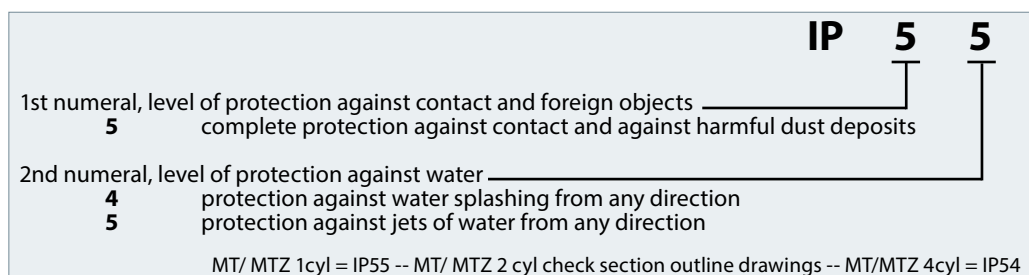 IP 5 5
1st numeral, level of protection against contact and foreign objects
5 complete protection against contact and against harmful dust deposits
2nd numeral, level of protection against water
4 protection against water splashing from any direction
5 protection against jets of water from any direction
MT/ MTZ 1cyl = IP55 -- MT/ MTZ 2 cyl check section outline drawings -- MT/MTZ 4cyl = IP54